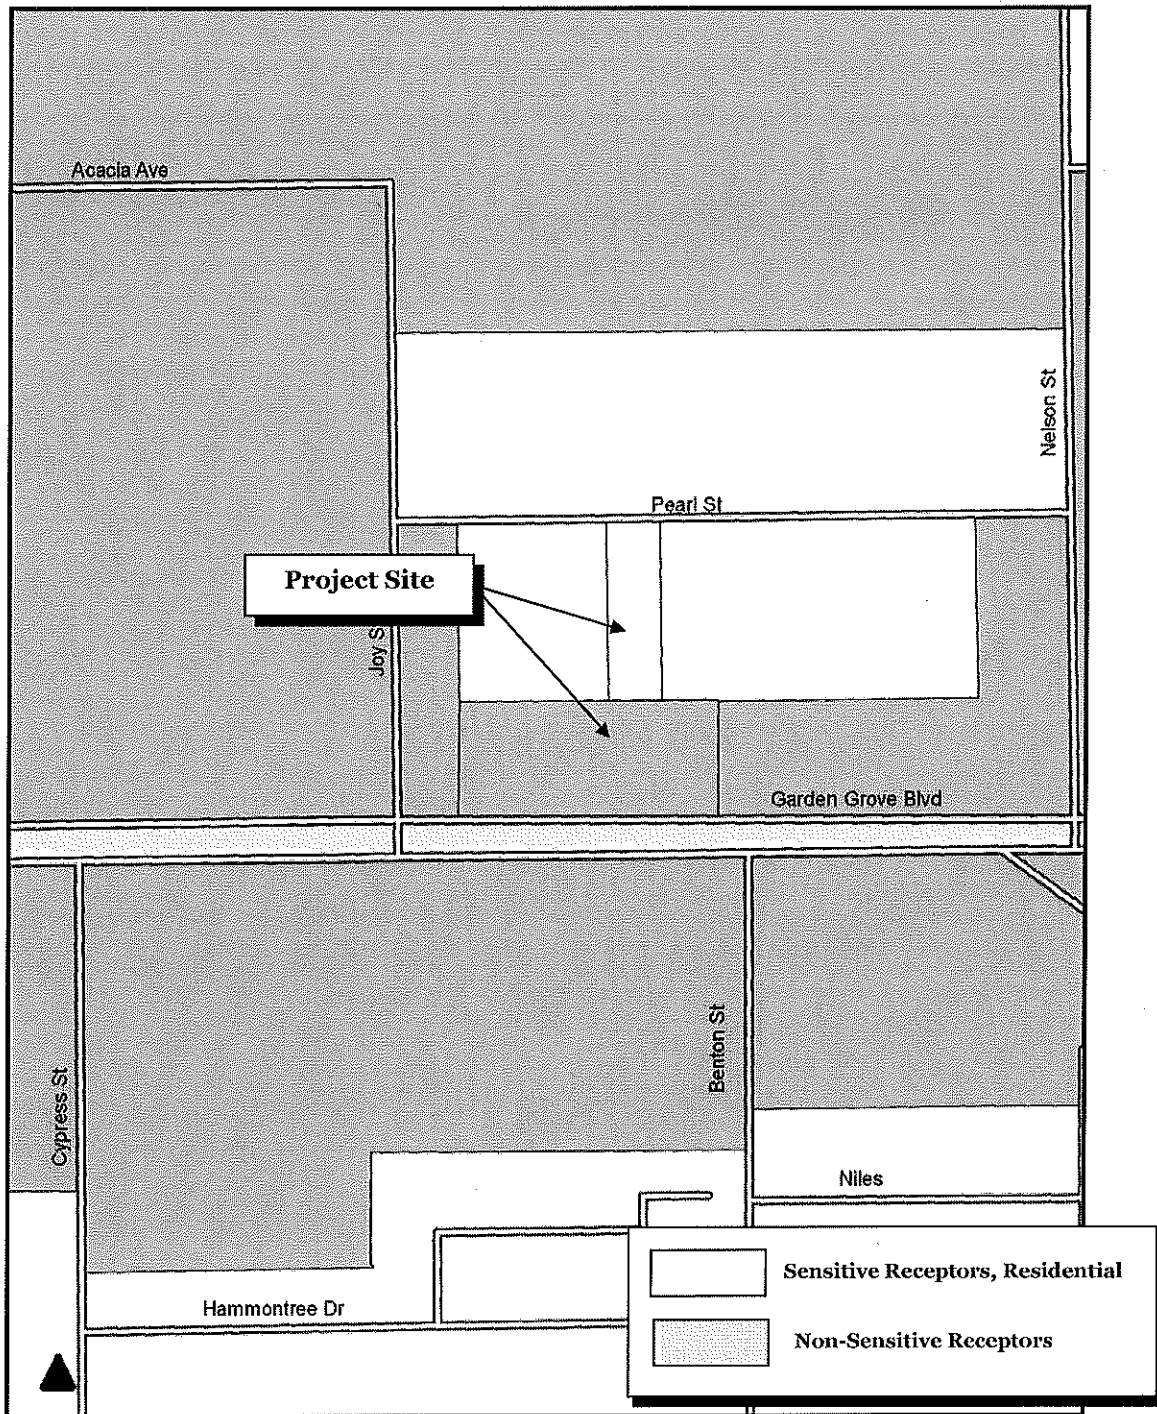 Acacia Ave
Nelson St
Pearl St
Project Site
Joy S
Garden Grove Blvd
Benton St
Cypress St
Niles
Sensitive Receptors, Residential
Hammontree Dr
Non-Sensitive Receptors